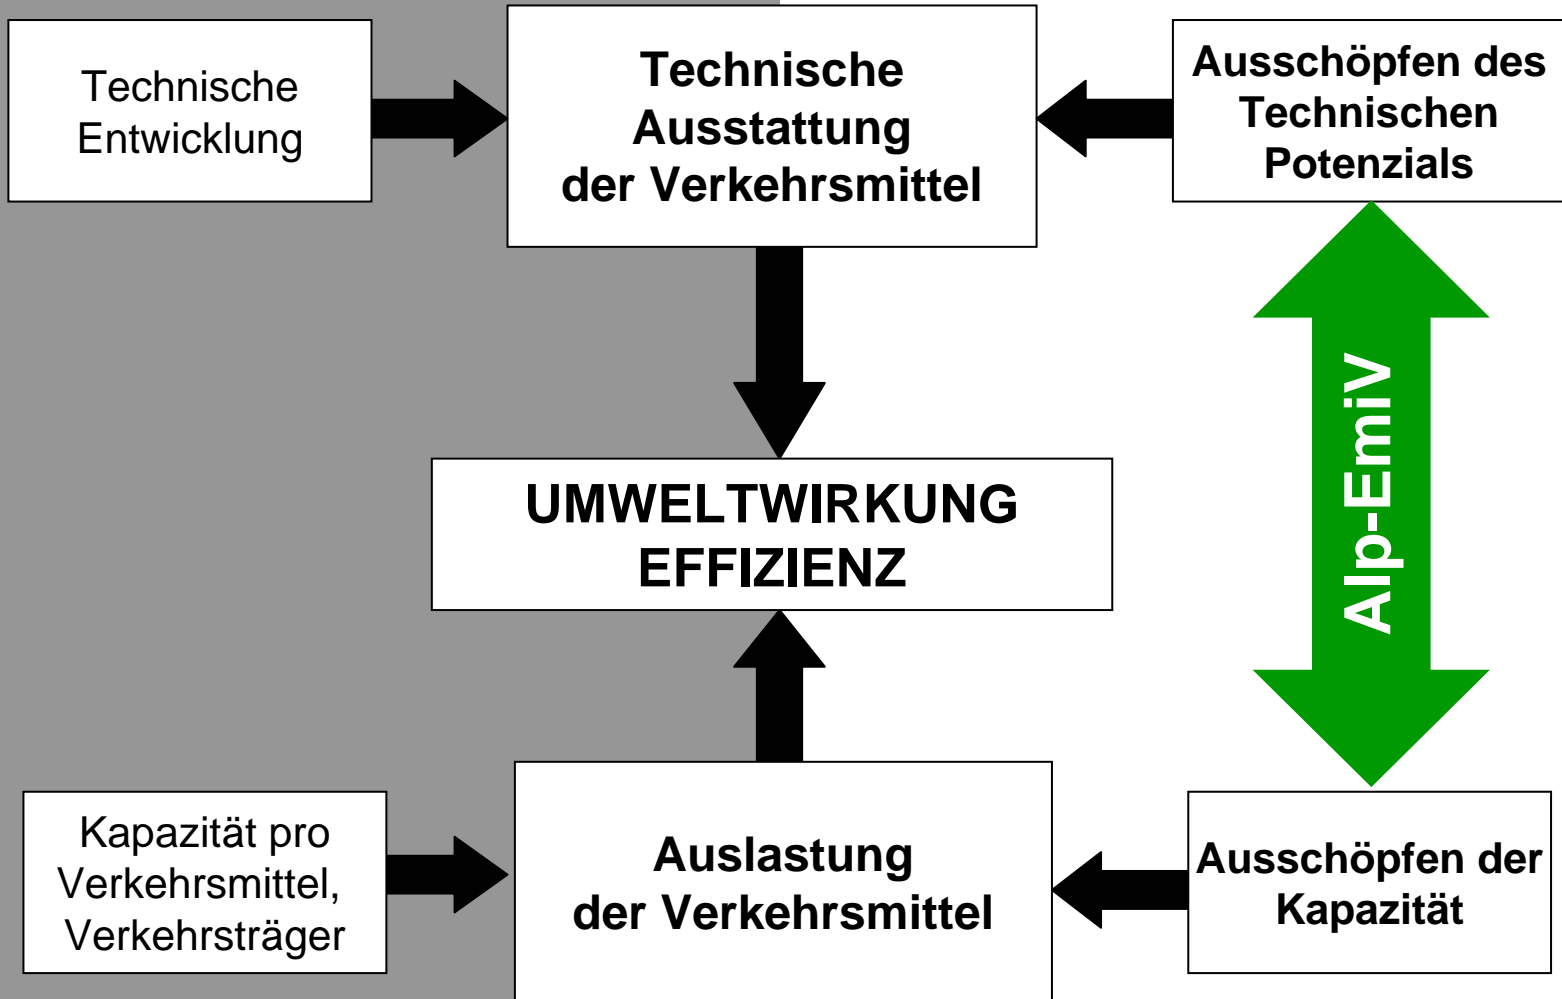 Technische
Entwicklung
Technische
Ausstattung
der Verkehrsmittel
Ausschöpfen des
Technischen
Potenzials
UMWELTWIRKUNG
EFFIZIENZ
Alp-EmiV
Kapazität pro
Verkehrsmittel,
Verkehrsträger
Auslastung
der Verkehrsmittel
Ausschöpfen der
Kapazität